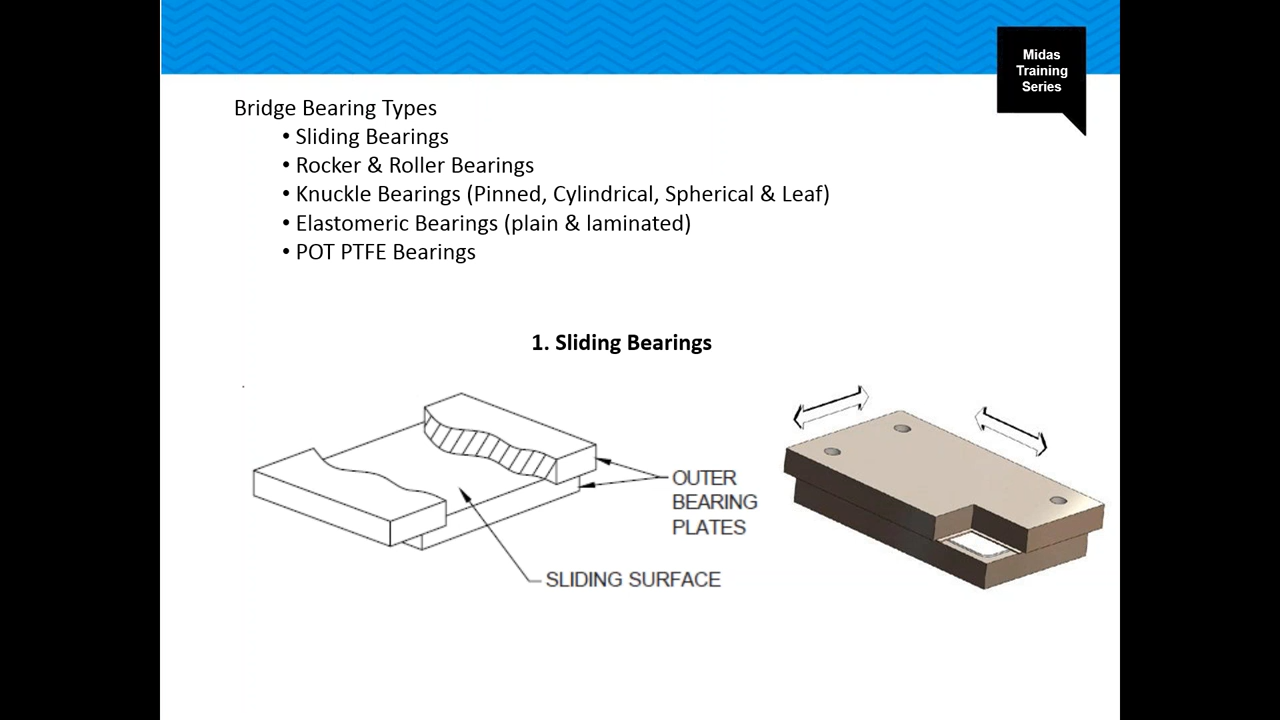 Midas
Training
Series
Bridge Bearing Types
• Sliding Bearings
• Rocker & Roller Bearings
• Knuckle Bearings (Pinned, Cylindrical, Spherical & Leaf)
• Elastomeric Bearings (plain & laminated)
• POT PTFE Bearings
1. Sliding Bearings
OUTER
BEARING
PLATES
SLIDING SURFACE